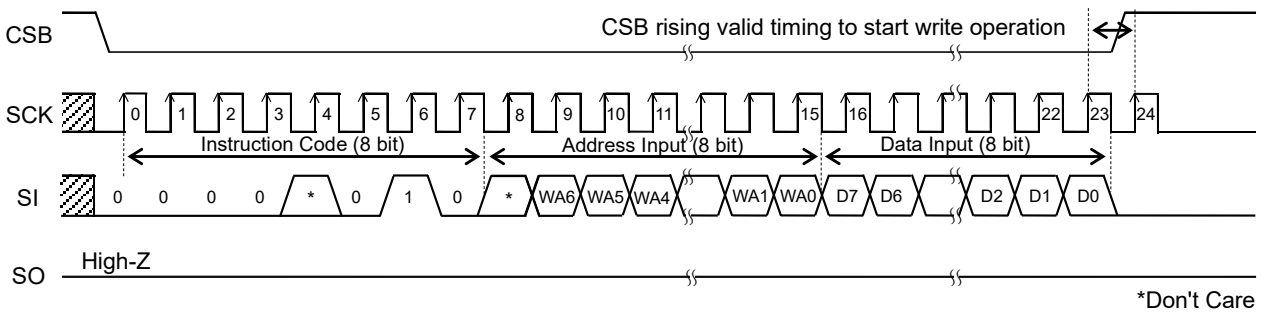 CSB
CSB rising valid timing to start write operation
SCK
0 1 2 3 4 5 6 7 8 9 10 11 15 16 22 23 24
Instruction Code (8 bit) Address Input (8 bit) Data Input (8 bit)
SI
0 0 0 0 * 0 1 0 * WA6 WA5 WA4 WA1 WA0 D7 D6 D2 D1 D0
SO
High-Z
*Don't Care